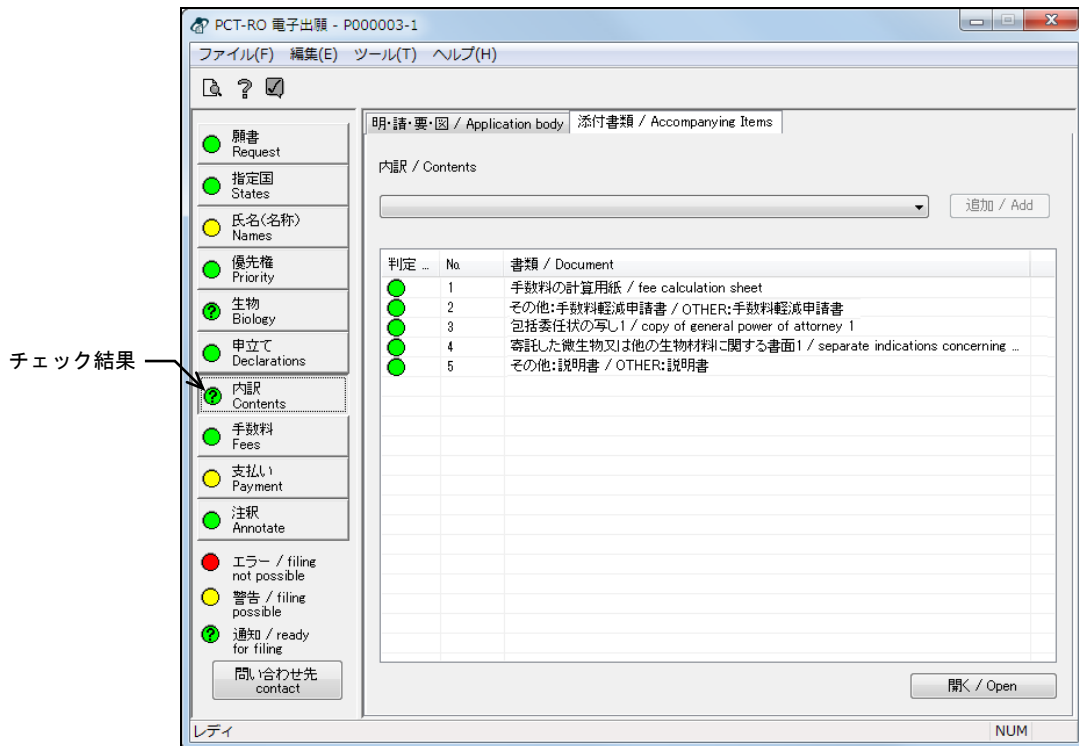 PCT-RO 電子出願 - P000003-1
ファイル(F) 編集(E) ツール(T) ヘルプ(H)
願書
Request
指定国
States
氏名(名称)
Names
優先権
Priority
生物
Biology
申立て
Declarations
チェック結果
内訳
Contents
手数料
Fees
支払い
Payment
注釈
Annotate
エラー / filing
not possible
警告 / filing
possible
通知 / ready
for filing
問い合わせ先
contact
明・請・要・図 / Application body
添付書類 / Accompanying Items
内訳 / Contents
追加 / Add
判定 ... No. 書類 / Document
1 手数料の計算用紙 / fee calculation sheet
2 その他:手数料軽減申請書 / OTHER:手数料軽減申請書
3 包括委任状の写し1 / copy of general power of attorney 1
4 寄託した微生物又は他の生物材料に関する書面1 / separate indications concerning ...
5 その他:説明書 / OTHER:説明書
開く / Open
レディ
NUM